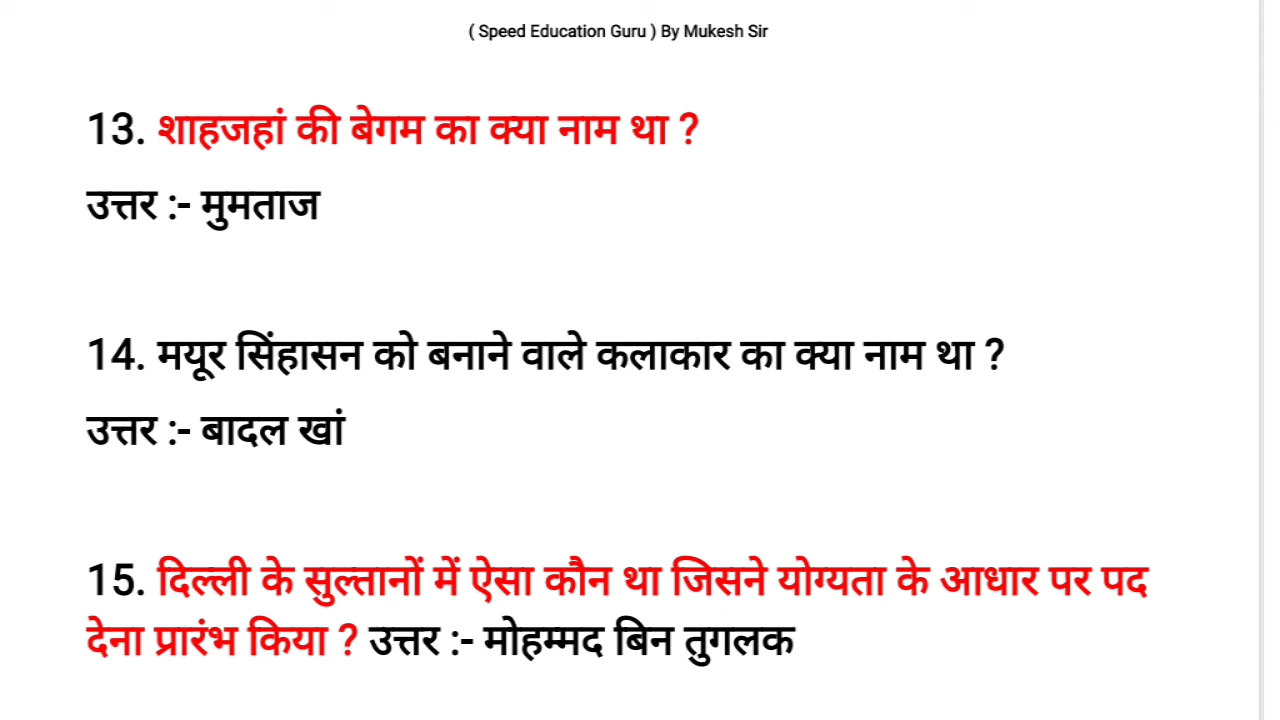 ( Speed Education Guru ) By Mukesh Sir
13. शाहजहां की बेगम का क्या नाम था ?
उत्तर :- मुमताज
14. मयूर सिंहासन को बनाने वाले कलाकार का क्या नाम था ?
उत्तर :- बादल खां
15. दिल्ली के सुल्तानों में ऐसा कौन था जिसने योग्यता के आधार पर पद
देना प्रारंभ किया ? उत्तर :- मोहम्मद बिन तुगलक